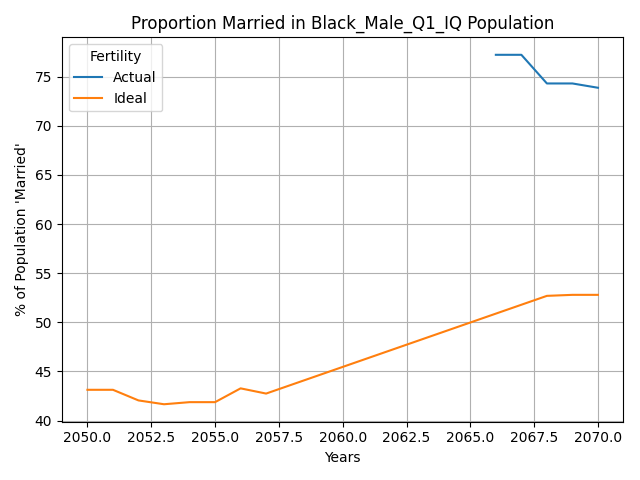 Proportion Married in Black_Male_Q1_IQ Population
Fertility
Actual
Ideal
% of Population 'Married'
75
70
65
60
55
50
45
40
2050.0 2052.5 2055.0 2057.5 2060.0 2062.5 2065.0 2067.5 2070.0
Years